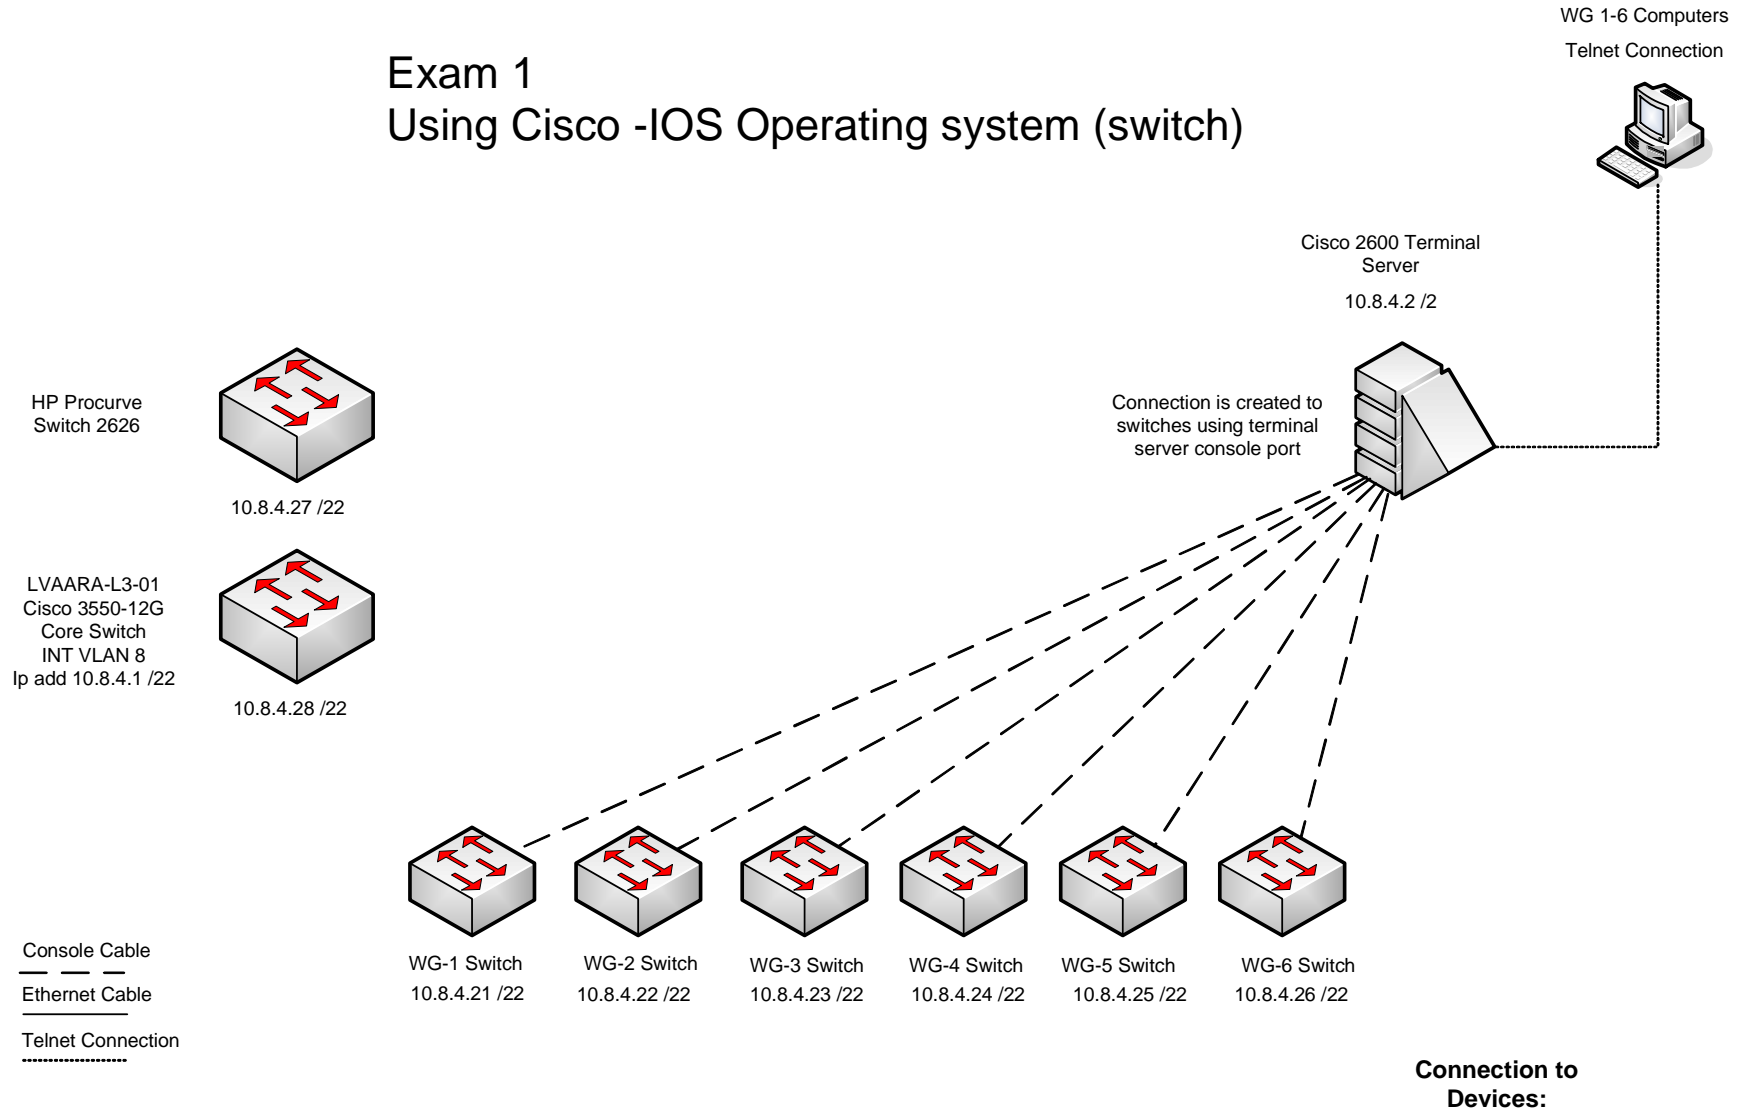 WG 1-6 Computers
Telnet Connection
Exam 1
Using Cisco -IOS Operating system (switch)
Cisco 2600 Terminal
Server
10.8.4.2 /2
HP Procurve
Switch 2626
10.8.4.27 /22
Connection is created to
switches using terminal
server console port
LVAARA-L3-01
Cisco 3550-12G
Core Switch
INT VLAN 8
Ip add 10.8.4.1 /22
10.8.4.28 /22
WG-1 Switch
10.8.4.21 /22
WG-2 Switch
10.8.4.22 /22
WG-3 Switch
10.8.4.23 /22
WG-4 Switch
10.8.4.24 /22
WG-5 Switch
10.8.4.25 /22
WG-6 Switch
10.8.4.26 /22
Console Cable
Ethernet Cable
Telnet Connection
Connection to
Devices: